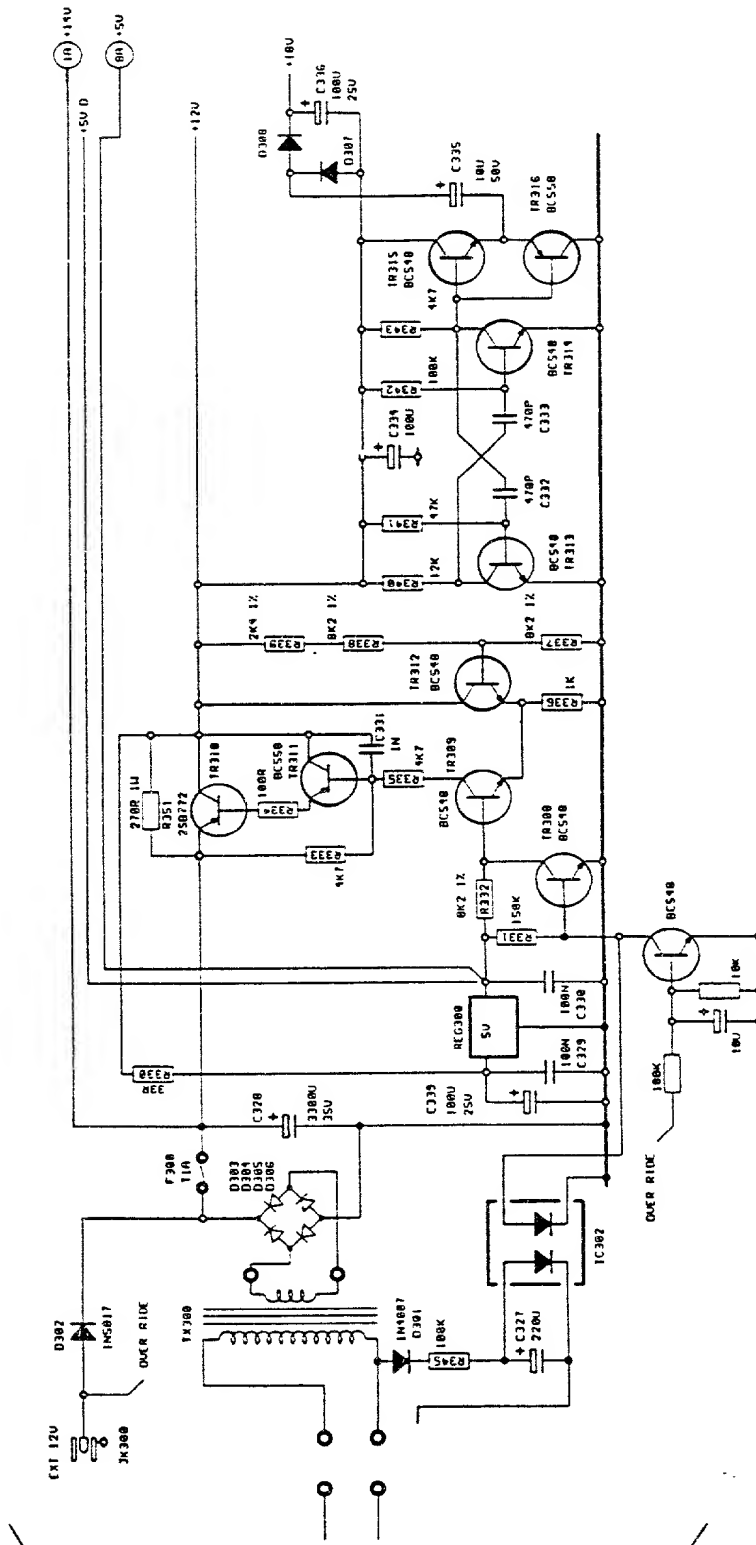 1A +14V
+5V D
8A +5V
+12V
+18V
C336
100U
25V
D308
D307
C335
10U
50V
TR316
BC558
TR315
BC548
4K7
R343
100K
R342
BC548
TR314
C334
100U
470P
C333
470P
C332
47K
R341
12K
R340
BC548
TR313
2K4 1%
R339
8K2 1%
R338
8K2 1%
R337
TR312
BC548
1K
R336
270R 1W
R351
2SB772
TR310
100R
R334
BC558
TR311
C331
1N
4K7
R335
R333
4K7
TR309
BC548
TR308
BC548
8K2 1%
R332
150K
R331
REG300
5V
100N
C330
100N
C329
R330
33R
C328
3300U
35V
C339
100U
25V
BC548
10K
10U
100K
OVER RIDE
F300
T1A
D303
D304
D305
D306
TX300
IC302
1N4007
D301
100K
R345
C327
220U
D302
1N5817
OVER RIDE
EXT 12V
JK300